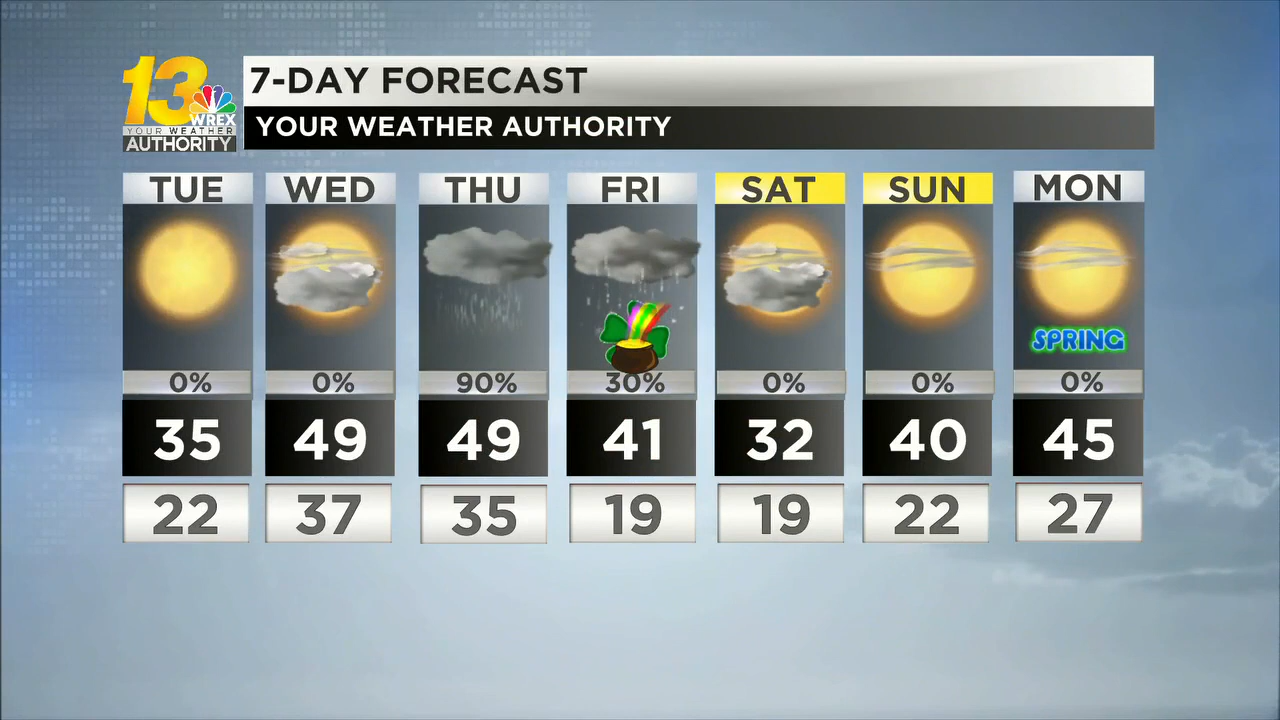 13
WREX
YOUR WEATHER
AUTHORITY
7-DAY FORECAST
YOUR WEATHER AUTHORITY
TUE WED THU FRI SAT SUN MON
SPRING
0% 0% 90% 30% 0% 0% 0%
35 49 49 41 32 40 45
22 37 35 19 19 22 27